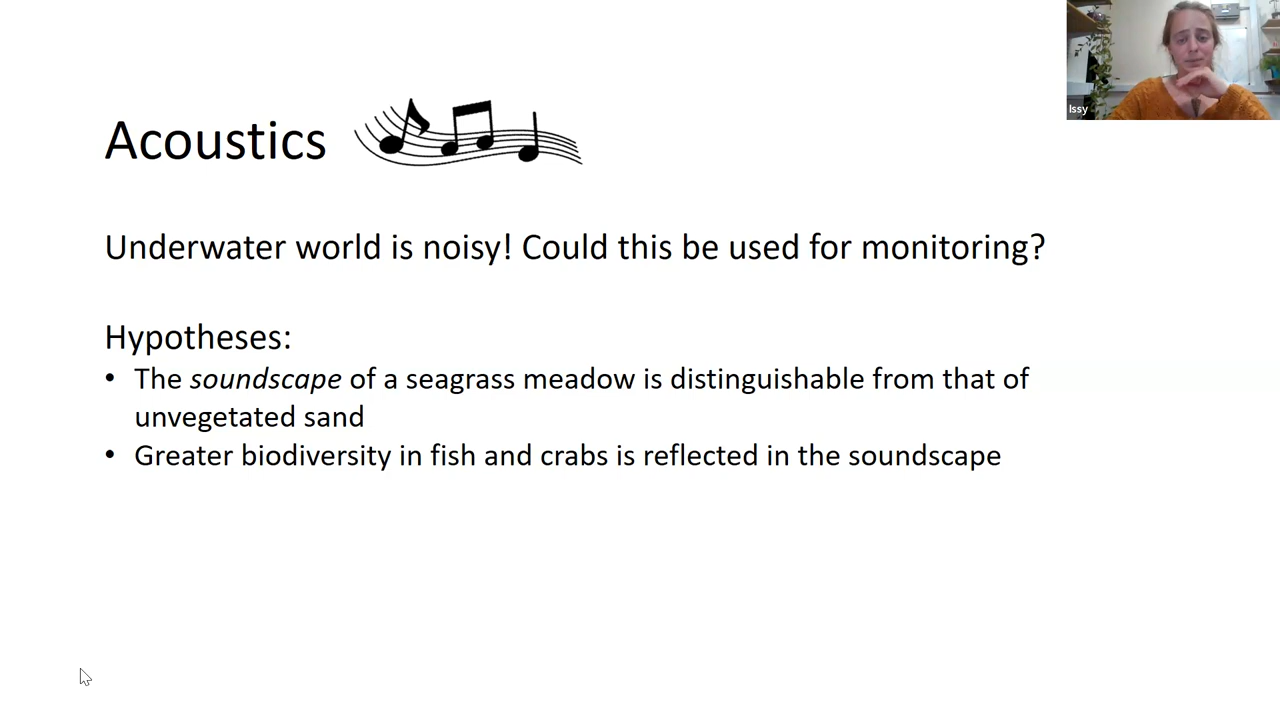 Issy
Acoustics
Underwater world is noisy! Could this be used for monitoring?
Hypotheses:
• The soundscape of a seagrass meadow is distinguishable from that of
unvegetated sand
• Greater biodiversity in fish and crabs is reflected in the soundscape